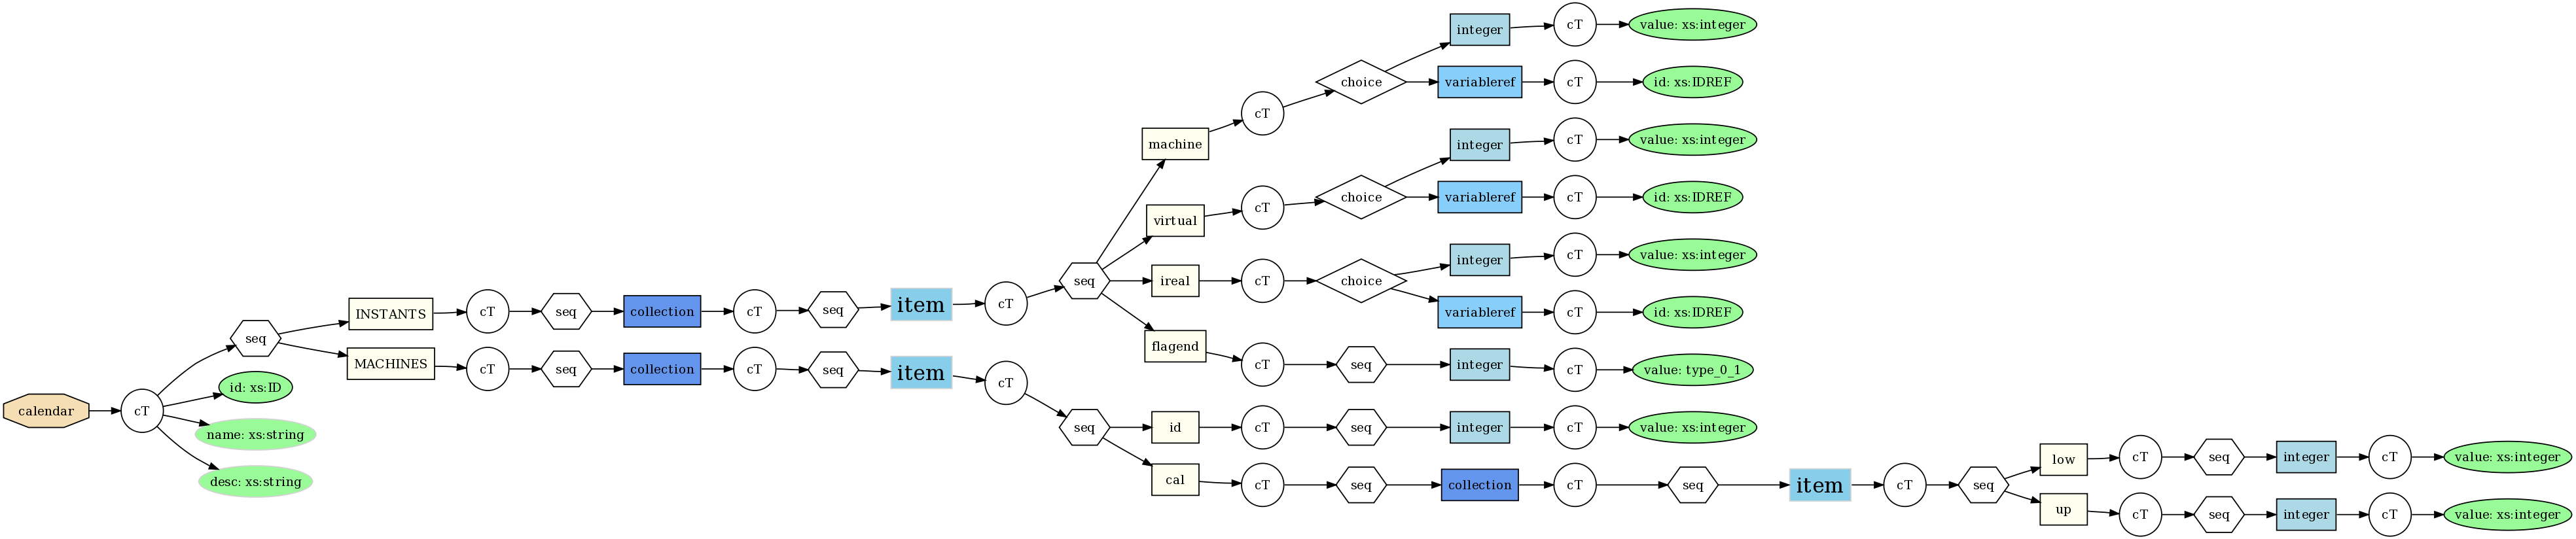 calendar
cT
seq
id: xs:ID
name: xs:string
desc: xs:string
INSTANTS
cT
seq
collection
cT
seq
item
cT
seq
machine
cT
choice
integer
cT
value: xs:integer
variableref
cT
id: xs:IDREF
virtual
cT
choice
integer
cT
value: xs:integer
variableref
cT
id: xs:IDREF
ireal
cT
choice
integer
cT
value: xs:integer
variableref
cT
id: xs:IDREF
flagend
cT
seq
integer
cT
value: type_0_1
MACHINES
cT
seq
collection
cT
seq
item
cT
seq
id
cT
seq
integer
cT
value: xs:integer
cal
cT
seq
collection
cT
seq
item
cT
seq
low
cT
seq
integer
cT
value: xs:integer
up
cT
seq
integer
cT
value: xs:integer